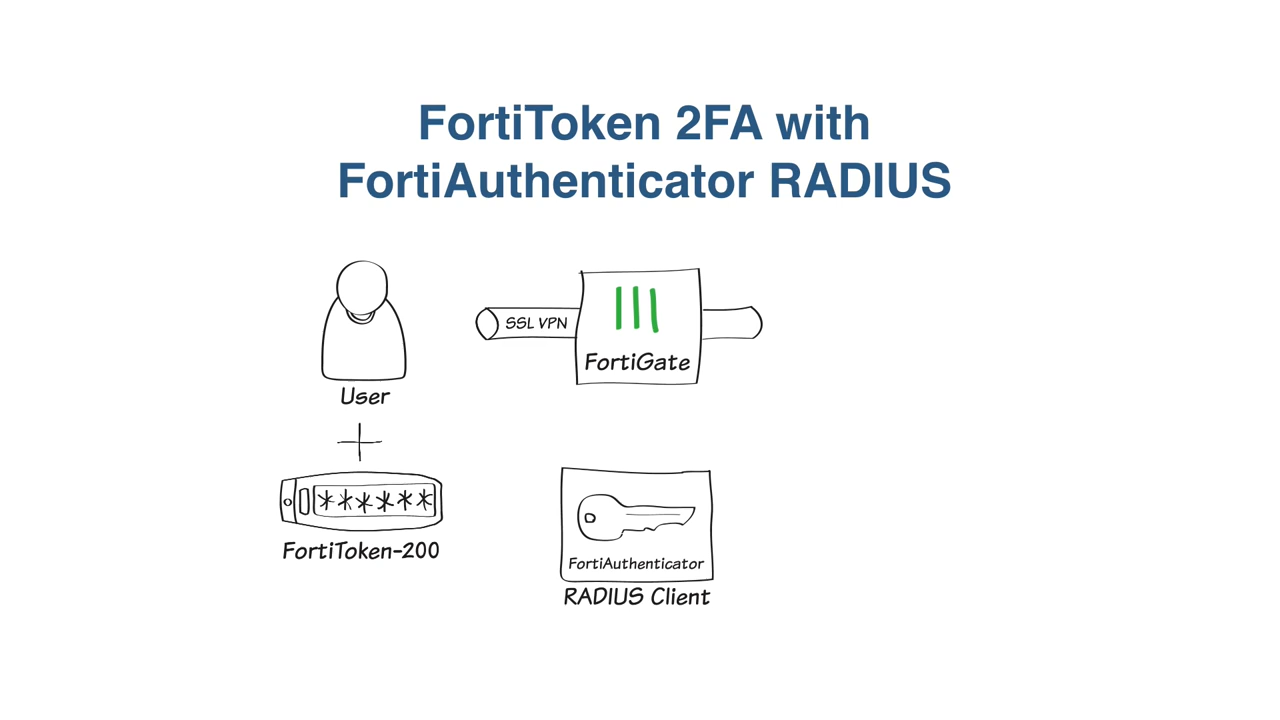 FortiToken 2FA with
FortiAuthenticator RADIUS
SSL VPN
FortiGate
User
******
FortiToken-200
FortiAuthenticator
RADIUS Client